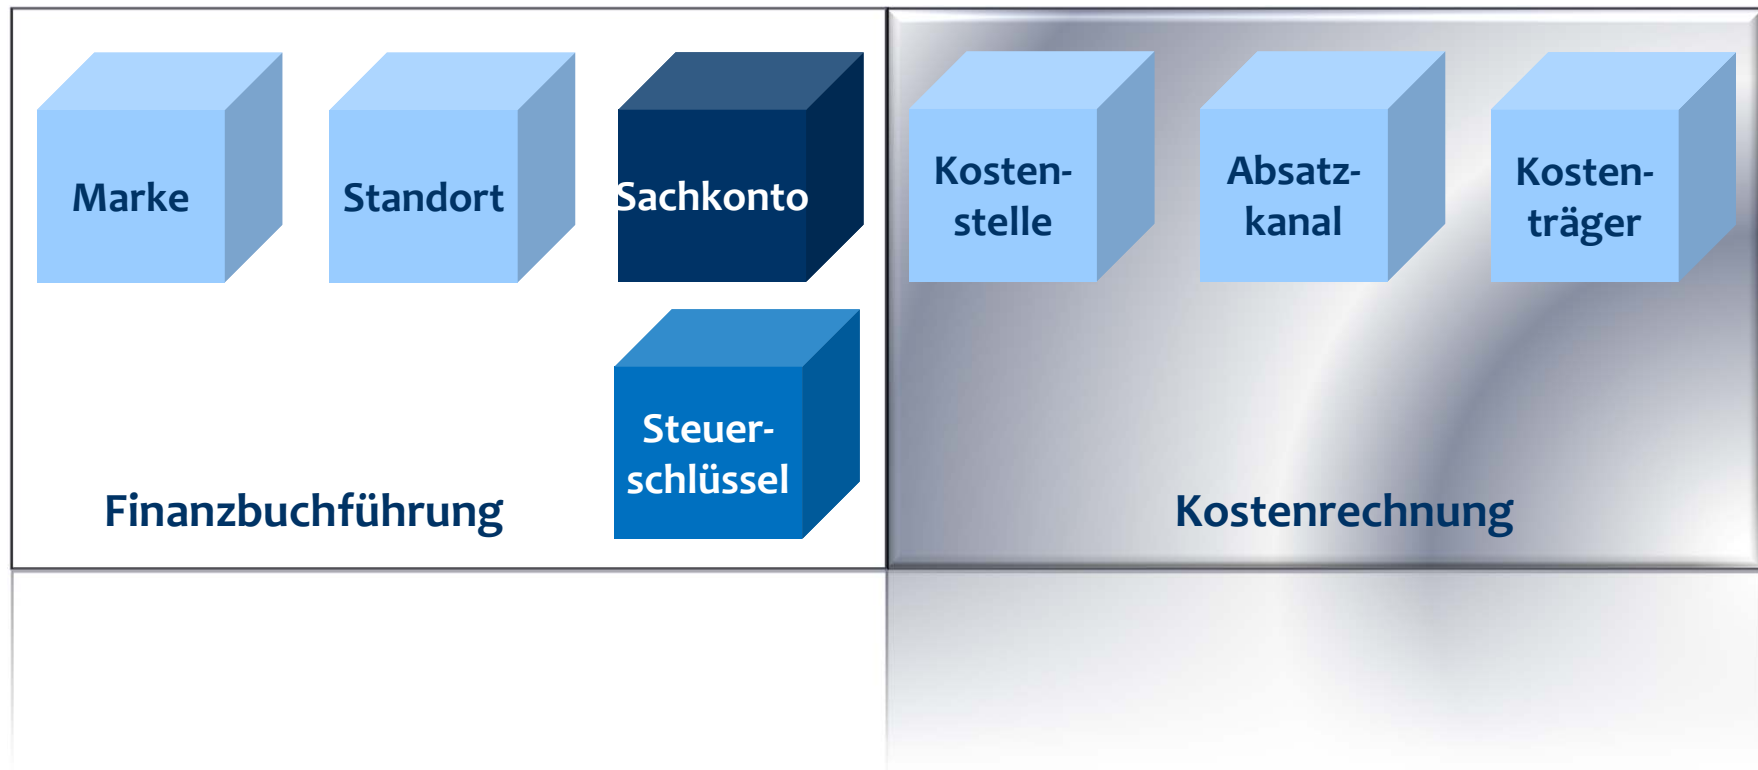 Marke
Standort
Sachkonto
Kosten-
stelle
Absatz-
kanal
Kosten-
träger
Steuer-
schlüssel
Finanzbuchführung
Kostenrechnung